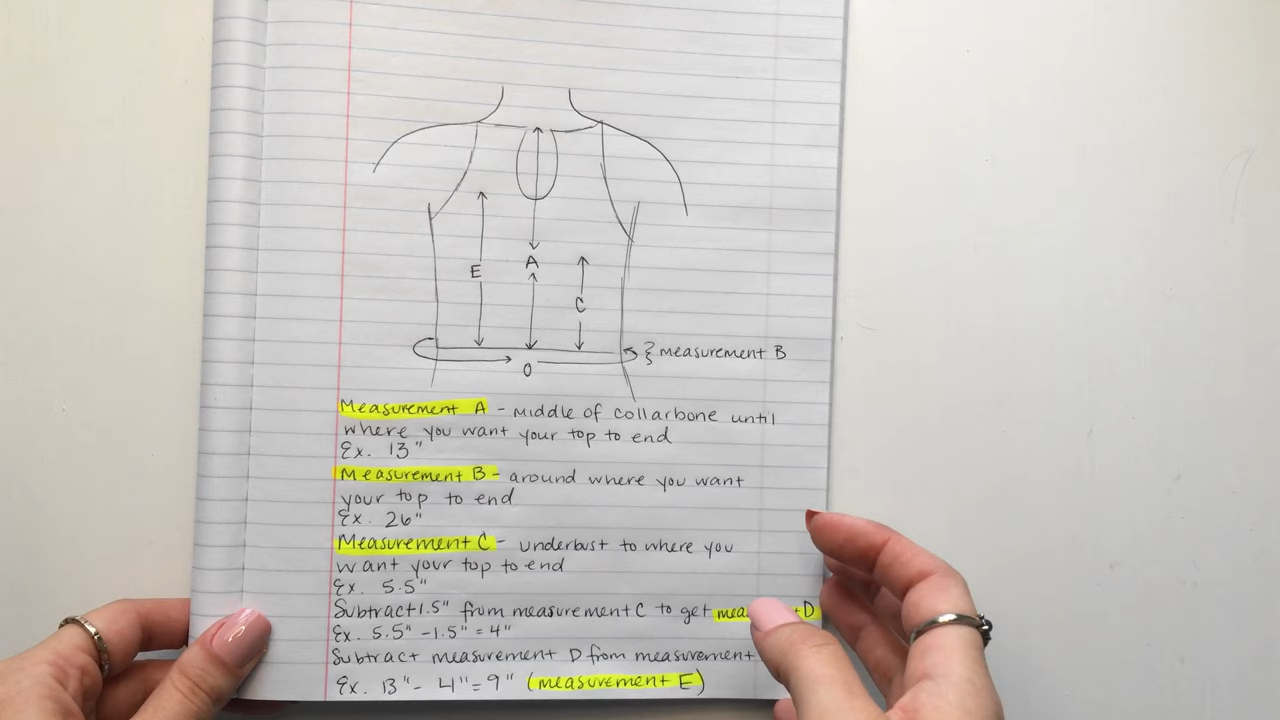 E
A
C
} measurement B
Measurement A - middle of collarbone until
where you want your top to end
Ex. 13"
Measurement B - around where you want
your top to end
Ex. 26"
Measurement C - underbust to where you
want your top to end
Ex. 5.5"
Subtract 1.5" from measurement C to get D
Ex. 5.5" - 1.5" = 4"
Subtract measurement D from measurement
Ex. 13" - 4" = 9" (measurement E)